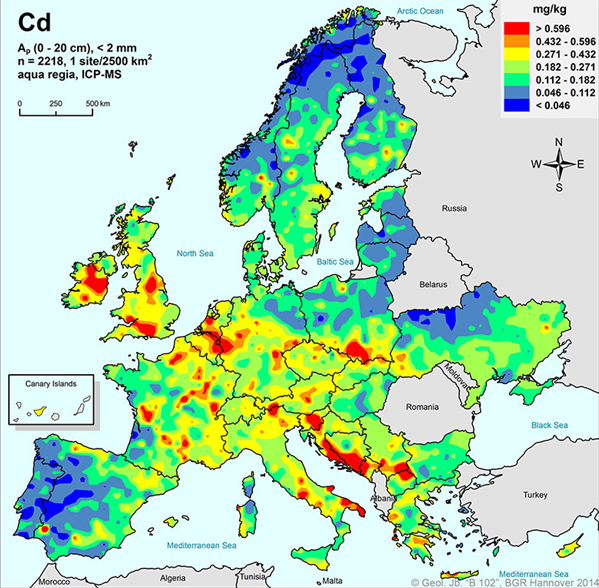 Cd
Aₚ (0 - 20 cm), < 2 mm
n = 2218, 1 site/2500 km²
aqua regia, ICP-MS
0 250 500 km
mg/kg
> 0.596
0.432 - 0.596
0.271 - 0.432
0.182 - 0.271
0.112 - 0.182
0.046 - 0.112
< 0.046
N
W E
S
Arctic Ocean
Russia
North Sea
Baltic Sea
Belarus
Canary Islands
Moldova
Romania
Black Sea
Albania
Turkey
Mediterranean Sea
Morocco
Algeria
Tunisia
Malta
Mediterranean Sea
© Geol. Jb. "B 102", BGR Hannover 2014